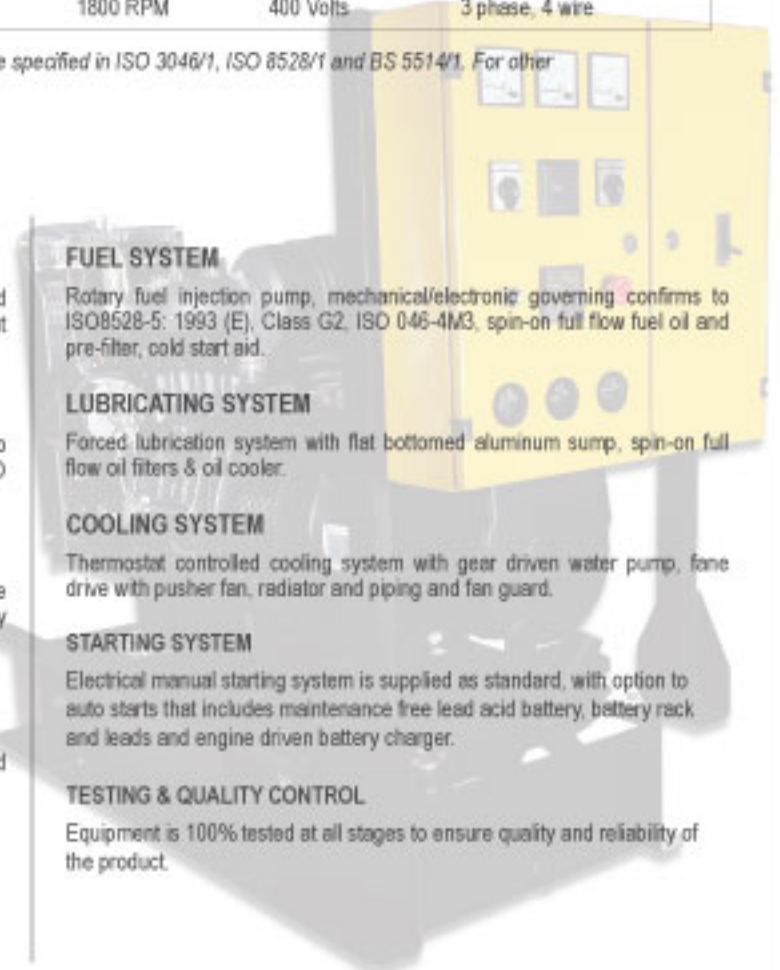 1800 RPM 400 Volts 3 phase, 4 wire
e specified in ISO 3046/1, ISO 8528/1 and BS 5514/1. For other
FUEL SYSTEM
Rotary fuel injection pump, mechanical/electronic governing confirms to
ISO8528-5: 1993 (E), Class G2, ISO 046-4M3, spin-on full flow fuel oil and
pre-filter, cold start aid.
LUBRICATING SYSTEM
Forced lubrication system with flat bottomed aluminum sump, spin-on full
flow oil filters & oil cooler.
COOLING SYSTEM
Thermostat controlled cooling system with gear driven water pump, fane
drive with pusher fan, radiator and piping and fan guard.
STARTING SYSTEM
Electrical manual starting system is supplied as standard, with option to
auto starts that includes maintenance free lead acid battery, battery rack
and leads and engine driven battery charger.
TESTING & QUALITY CONTROL
Equipment is 100% tested at all stages to ensure quality and reliability of
the product.